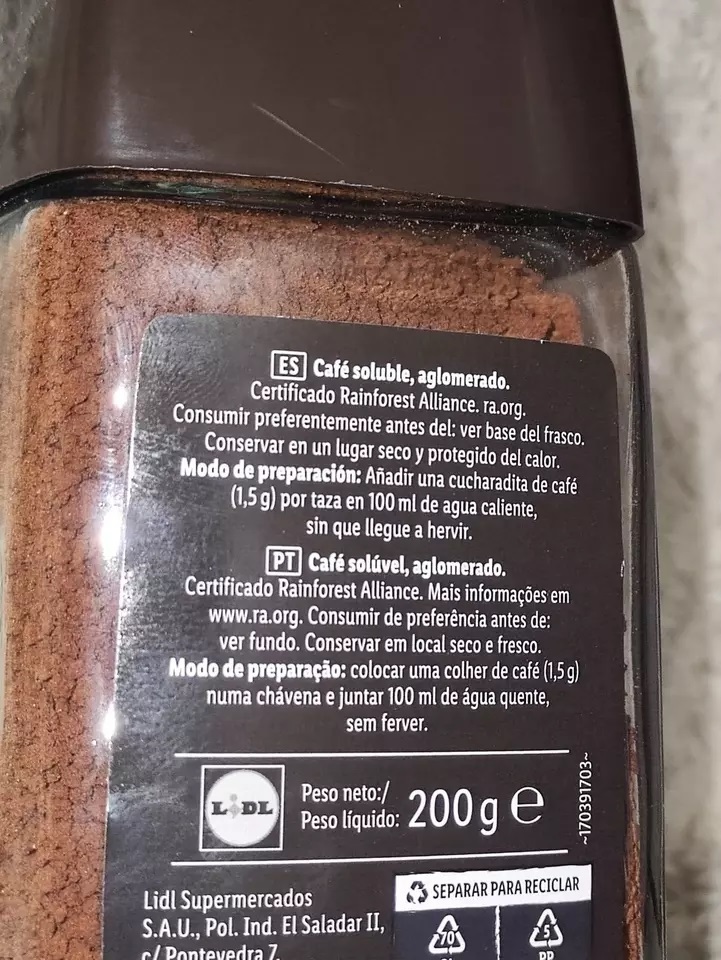 ES Café soluble, aglomerado.
Certificado Rainforest Alliance. ra.org.
Consumir preferentemente antes del: ver base del frasco.
Conservar en un lugar seco y protegido del calor.
Modo de preparación: Añadir una cucharadita de café
(1,5 g) por taza en 100 ml de agua caliente,
sin que llegue a hervir.
PT Café solúvel, aglomerado.
Certificado Rainforest Alliance. Mais informações em
www.ra.org. Consumir de preferência antes de:
ver fundo. Conservar em local seco e fresco.
Modo de preparação: colocar uma colher de café (1,5 g)
numa chávena e juntar 100 ml de água quente,
sem ferver.
LIDL
Peso neto:/
Peso líquido:
200 g e
~170391703~
Lidl Supermercados
S.A.U., Pol. Ind. El Saladar II,
c/ Pontevedra 7,
SEPARAR PARA RECICLAR
70
5
PP